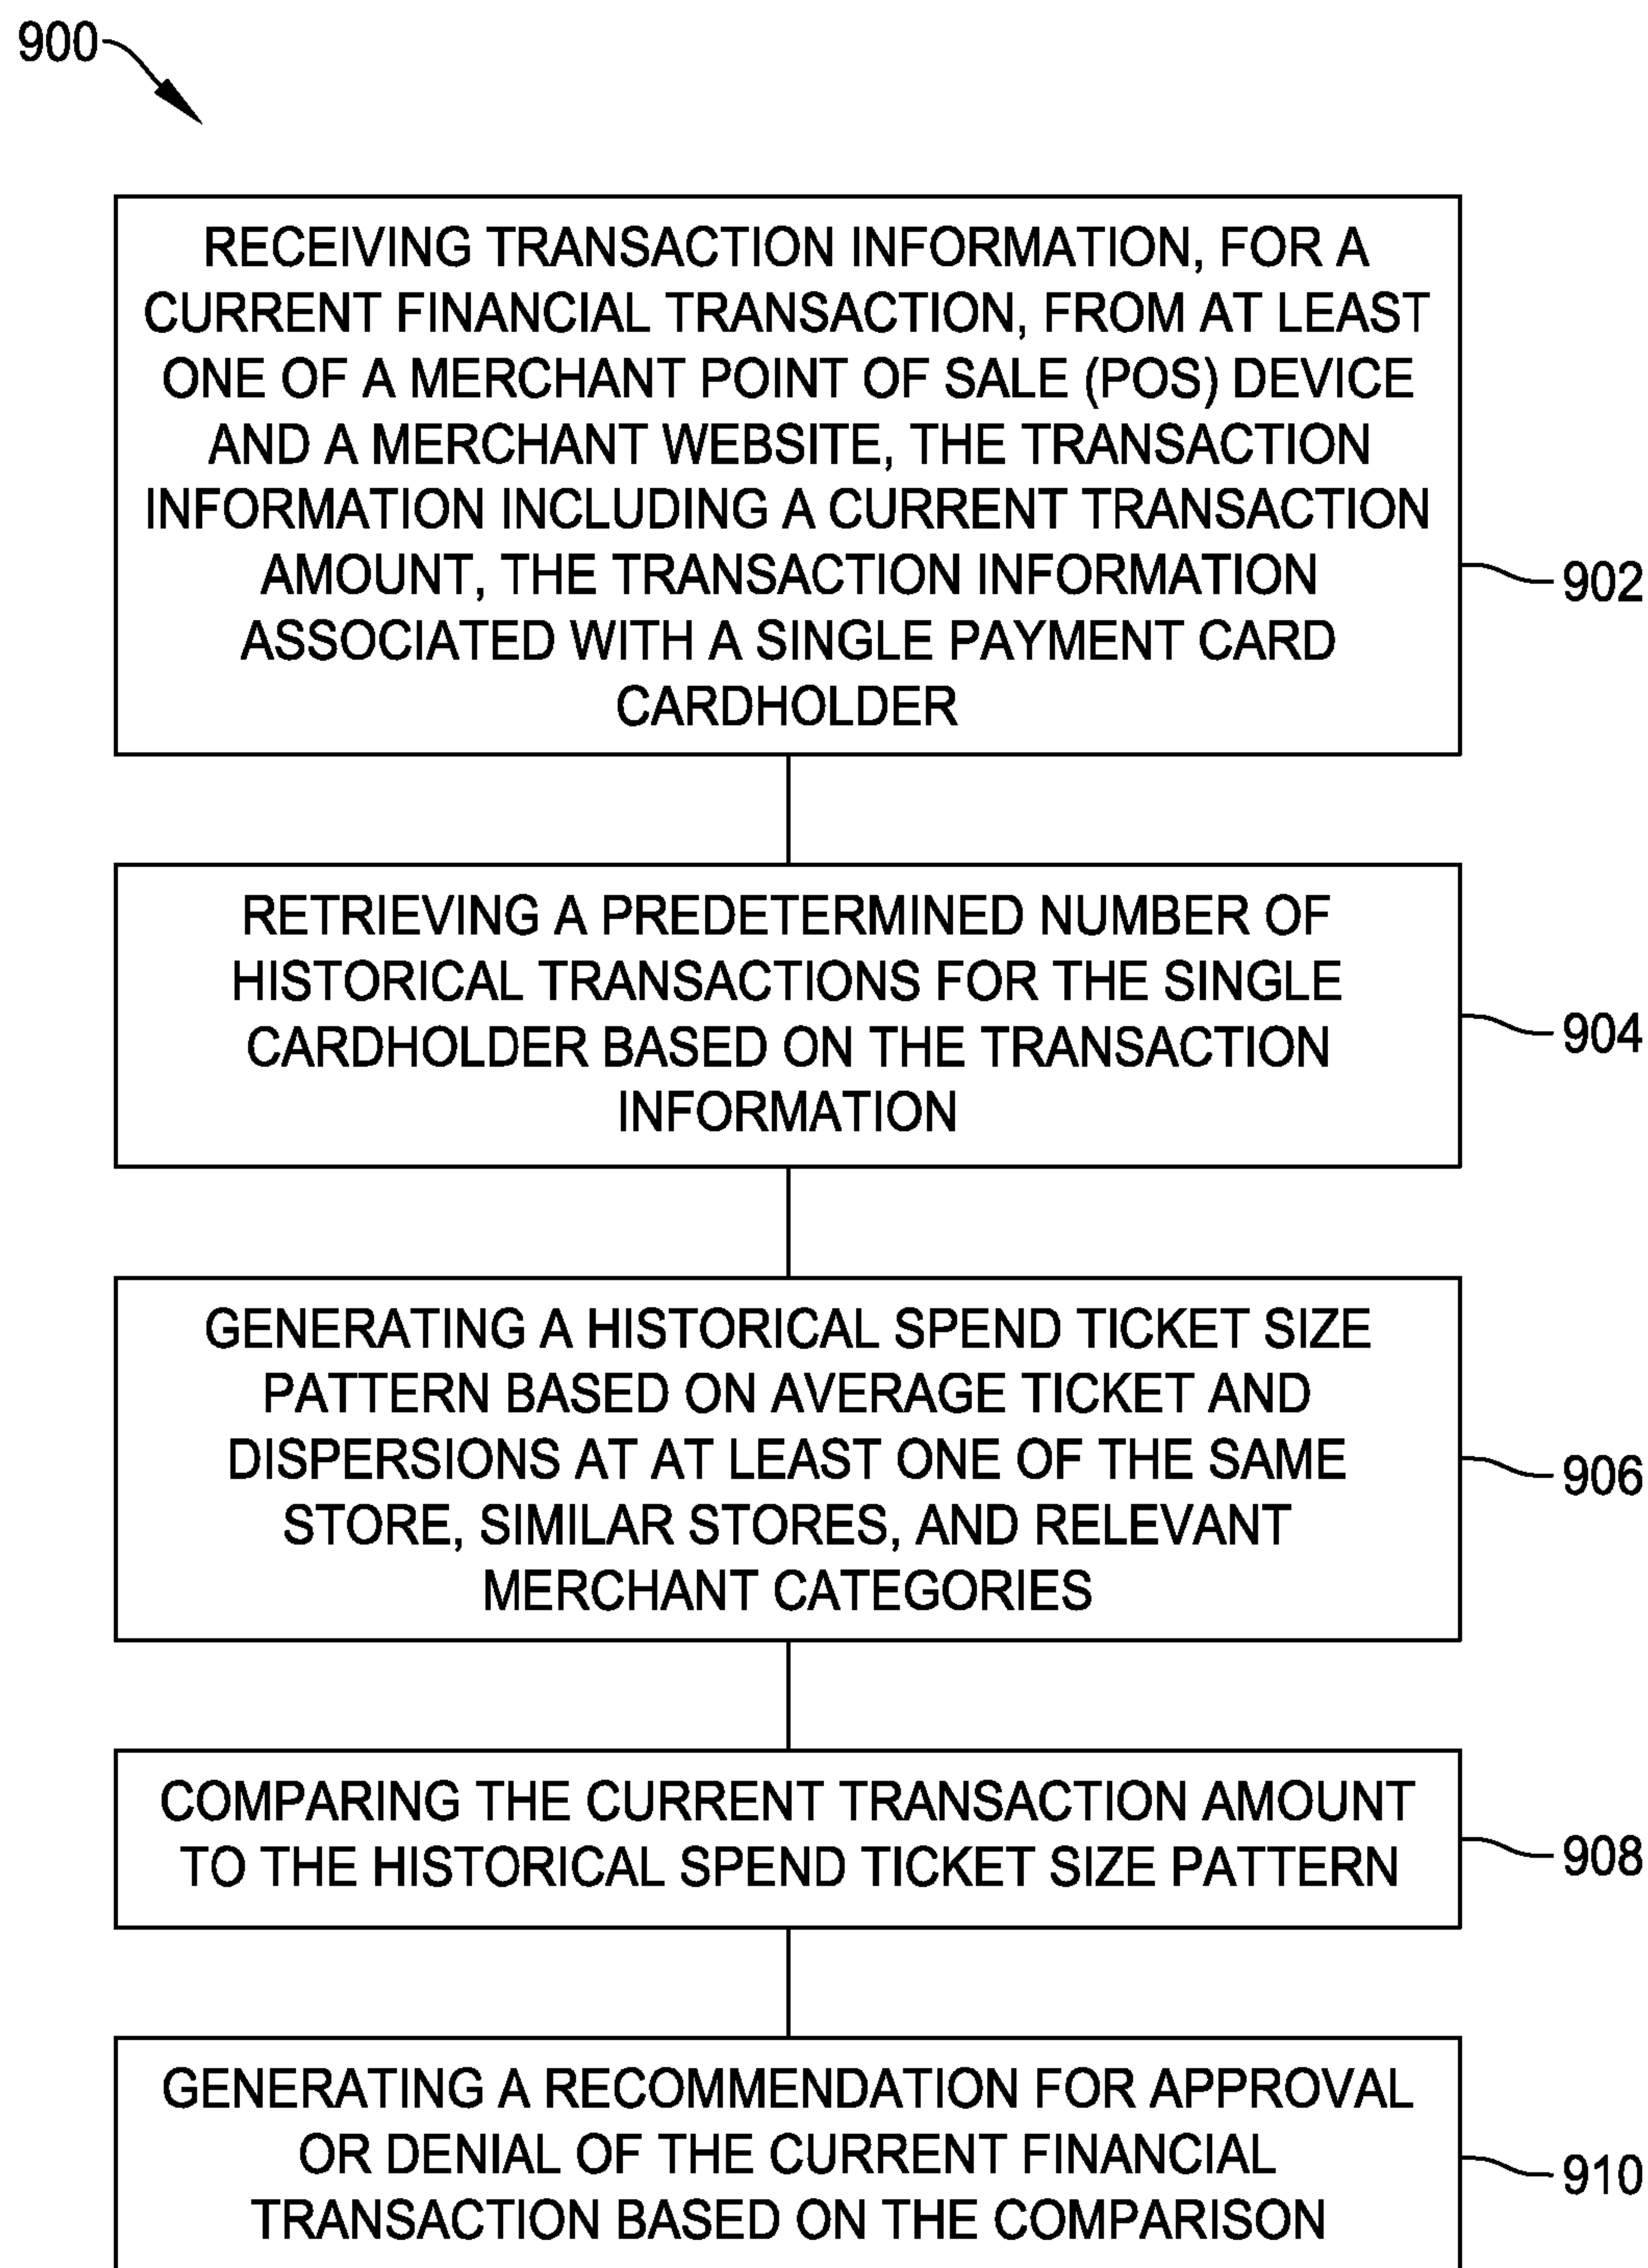 900
RECEIVING TRANSACTION INFORMATION, FOR A
CURRENT FINANCIAL TRANSACTION, FROM AT LEAST
ONE OF A MERCHANT POINT OF SALE (POS) DEVICE
AND A MERCHANT WEBSITE, THE TRANSACTION
INFORMATION INCLUDING A CURRENT TRANSACTION
AMOUNT, THE TRANSACTION INFORMATION
ASSOCIATED WITH A SINGLE PAYMENT CARD
CARDHOLDER
902
RETRIEVING A PREDETERMINED NUMBER OF
HISTORICAL TRANSACTIONS FOR THE SINGLE
CARDHOLDER BASED ON THE TRANSACTION
INFORMATION
904
GENERATING A HISTORICAL SPEND TICKET SIZE
PATTERN BASED ON AVERAGE TICKET AND
DISPERSIONS AT AT LEAST ONE OF THE SAME
STORE, SIMILAR STORES, AND RELEVANT
MERCHANT CATEGORIES
906
COMPARING THE CURRENT TRANSACTION AMOUNT
TO THE HISTORICAL SPEND TICKET SIZE PATTERN
908
GENERATING A RECOMMENDATION FOR APPROVAL
OR DENIAL OF THE CURRENT FINANCIAL
TRANSACTION BASED ON THE COMPARISON
910